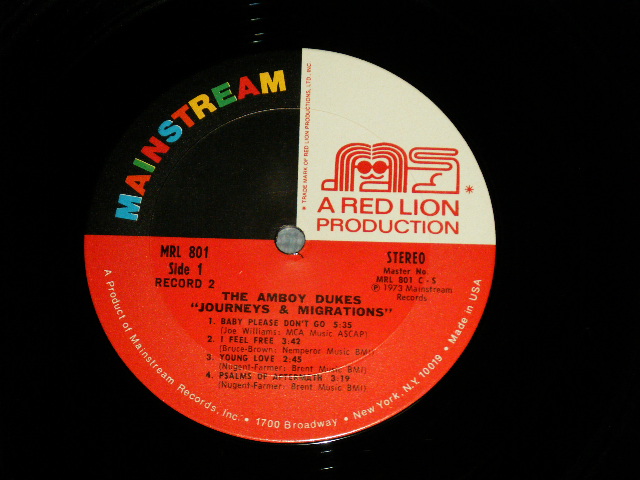 MAINSTREAM
* TRADE MARK OF RED LION PRODUCTIONS, LTD., INC.
*
A RED LION
PRODUCTION
MRL 801
Side 1
RECORD 2
STEREO
Master No.
MRL 801 C-S
℗ 1973 Mainstream
Records
THE AMBOY DUKES
"JOURNEYS & MIGRATIONS"
1. BABY PLEASE DON'T GO 5:35
(Joe Williams: MCA Music ASCAP)
2. I FEEL FREE 3:42
(Bruce-Brown: Nemperor Music BMI)
3. YOUNG LOVE 2:45
(Nugent-Farmer: Brent Music BMI)
4. PSALMS OF AFTERMATH 3:19
(Nugent-Farmer: Brent Music BMI)
A Product of Mainstream Records, Inc. • 1700 Broadway • New York, N.Y. 10019 • Made in USA